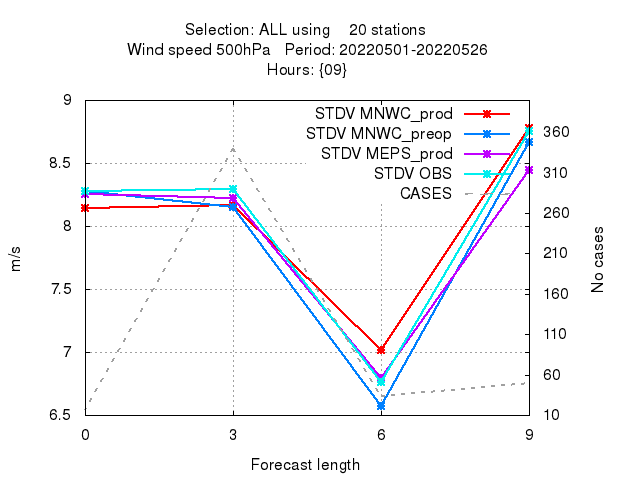 Selection: ALL using    20 stations
Wind speed 500hPa   Period: 20220501-20220526
Hours: {09}
STDV MNWC_prod
STDV MNWC_preop
STDV MEPS_prod
STDV OBS
CASES
9
8.5
8
7.5
7
6.5
m/s
360
310
260
210
160
110
60
10
No cases
0 3 6 9
Forecast length